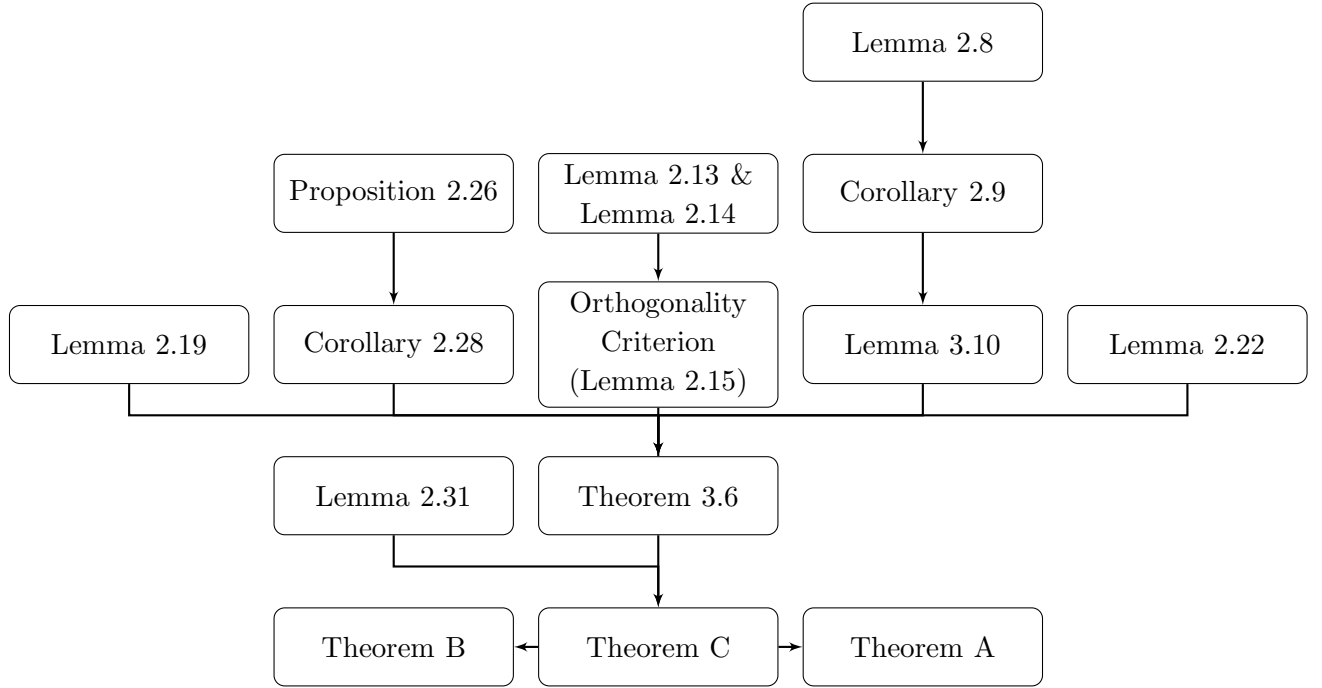 Lemma 2.8
Proposition 2.26
Lemma 2.13 &
Lemma 2.14
Corollary 2.9
Lemma 2.19
Corollary 2.28
Orthogonality
Criterion
(Lemma 2.15)
Lemma 3.10
Lemma 2.22
Lemma 2.31
Theorem 3.6
Theorem B
Theorem C
Theorem A